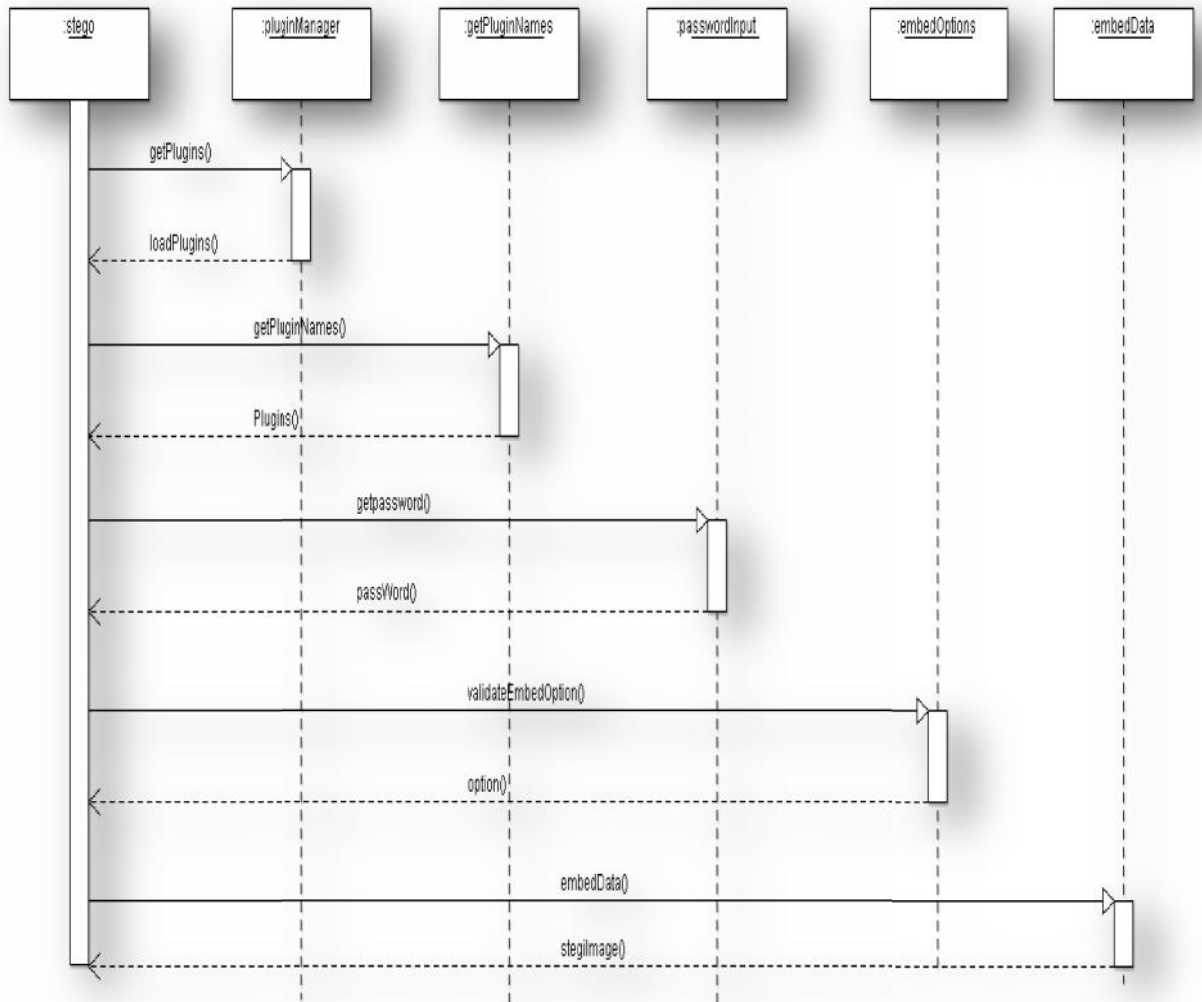 :stego
:pluginManager
:getPluginNames
:passwordInput
:embedOptions
:embedData
getPlugins()
loadPlugins()
getPluginNames()
Plugins()
getpassword()
passWord()
validateEmbedOption()
option()
embedData()
stegiImage()